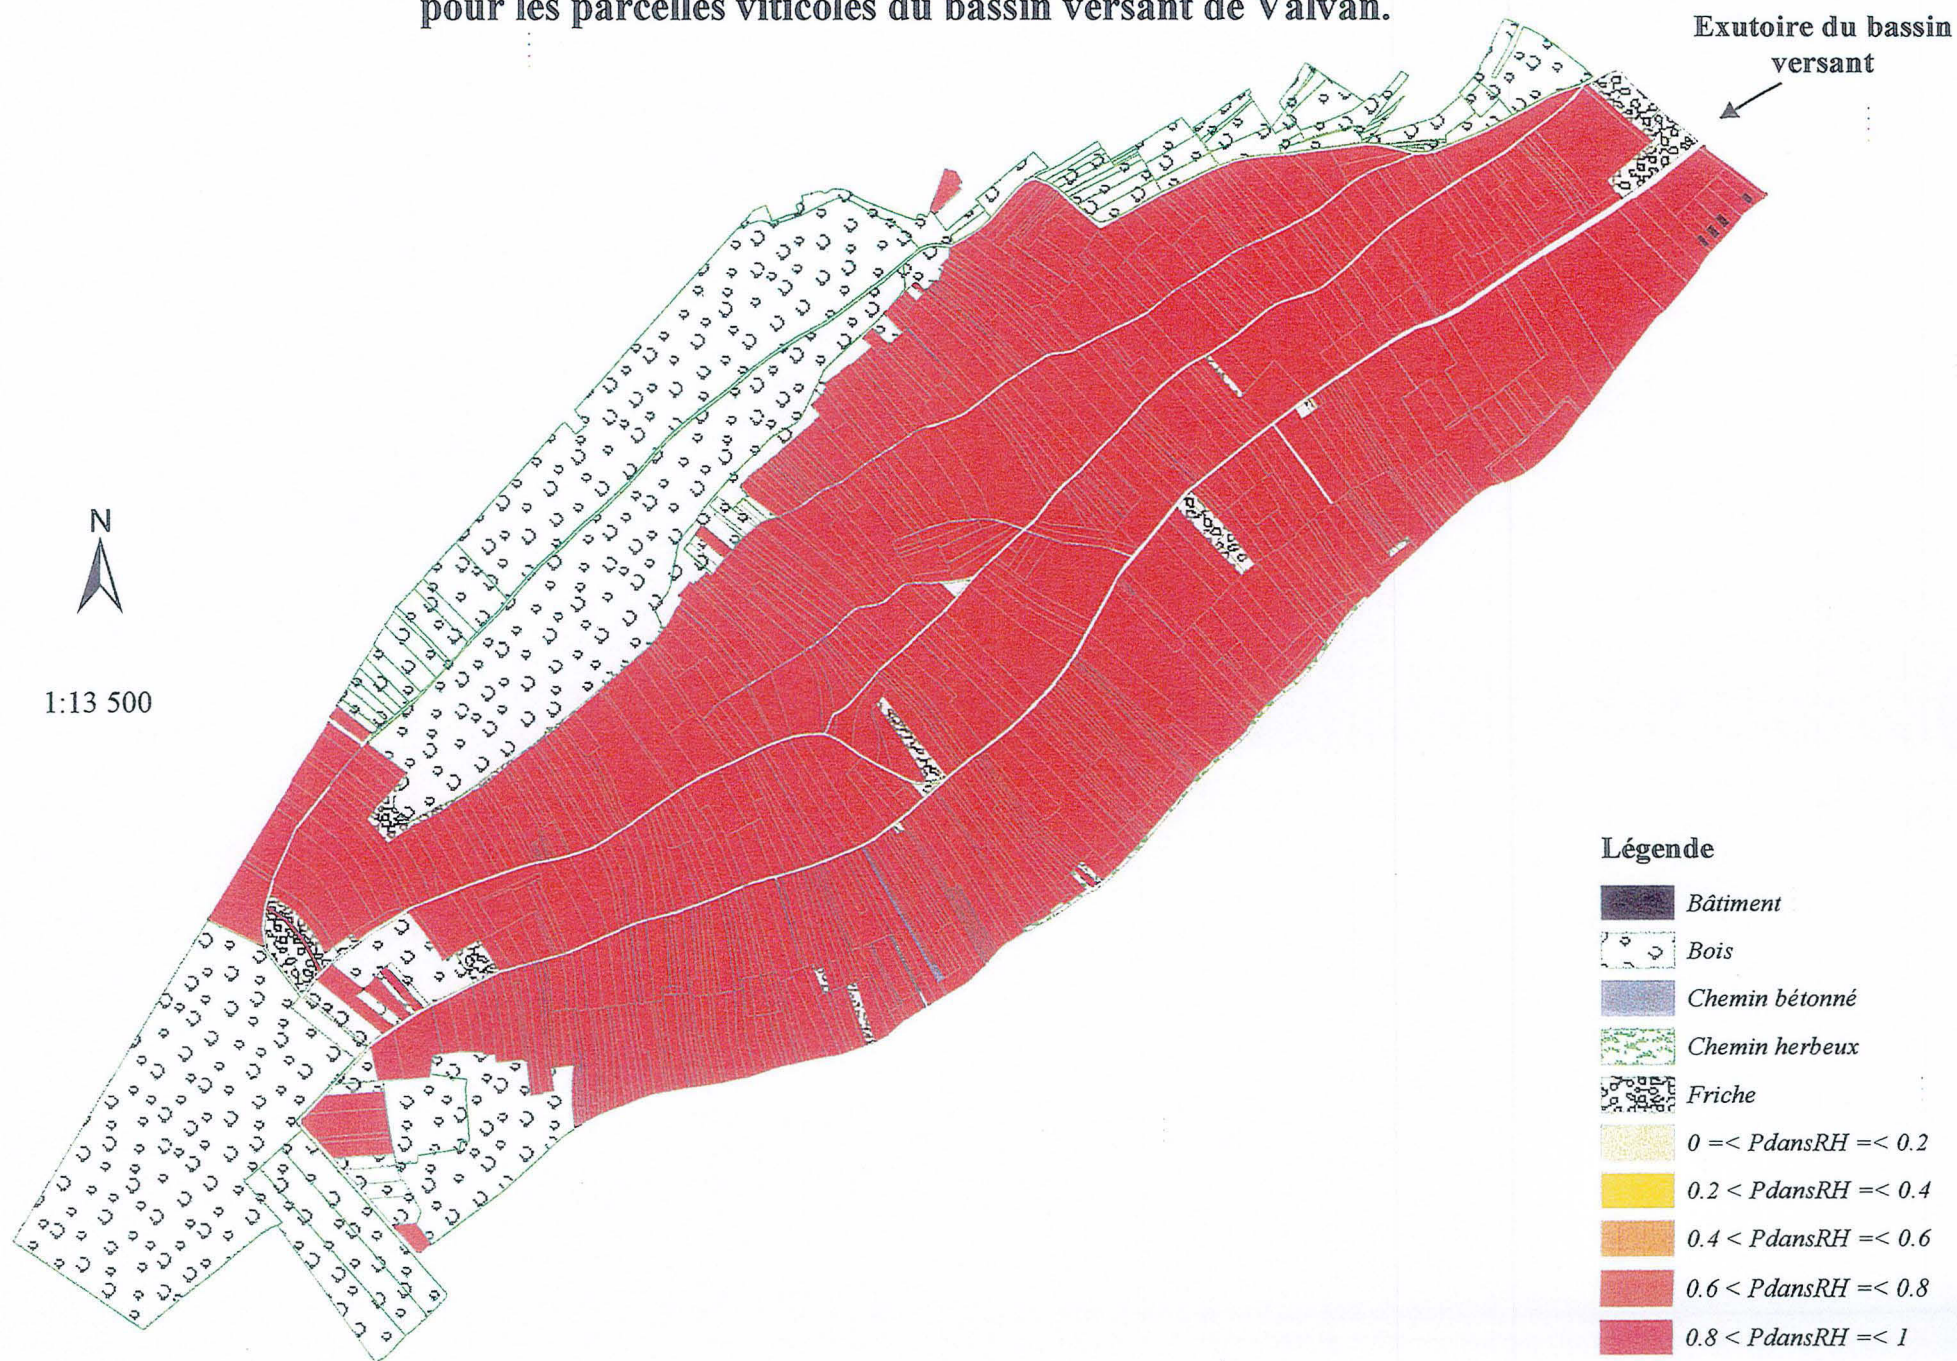 pour les parcelles viticoles du bassin versant de Valvan.
Exutoire du bassin
versant
N
1:13 500
Légende
Bâtiment
Bois
Chemin bétonné
Chemin herbeux
Friche
0 =< PdansRH =< 0.2
0.2 < PdansRH =< 0.4
0.4 < PdansRH =< 0.6
0.6 < PdansRH =< 0.8
0.8 < PdansRH =< 1